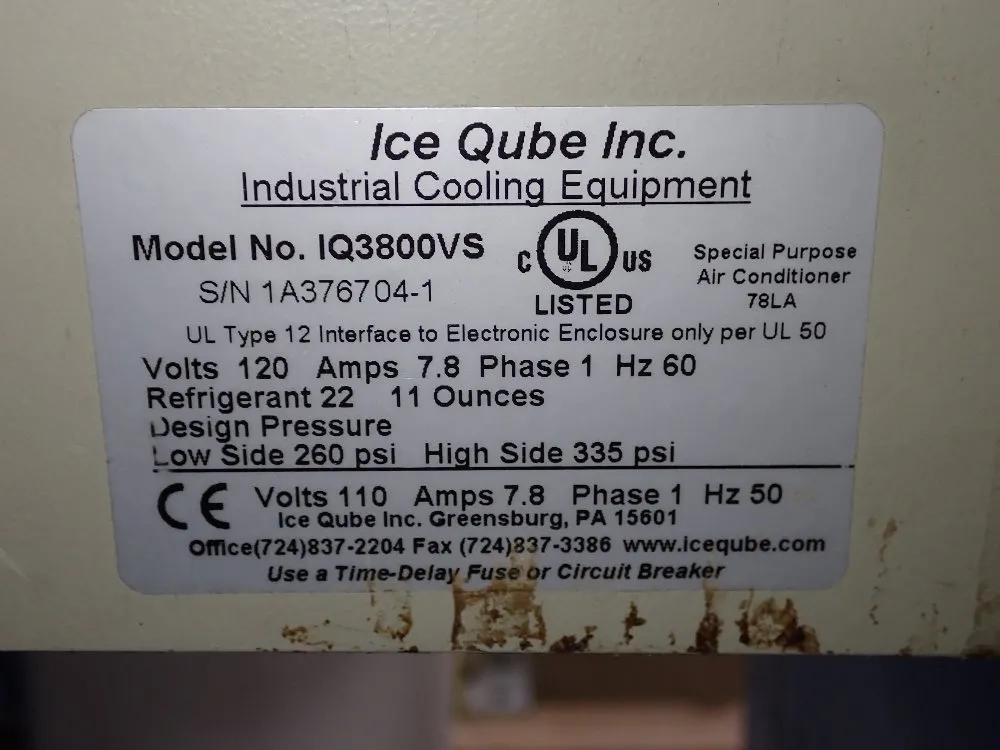 Ice Qube Inc.
Industrial Cooling Equipment
Model No. IQ3800VS
S/N 1A376704-1
C UL US
LISTED
Special Purpose
Air Conditioner
78LA
UL Type 12 Interface to Electronic Enclosure only per UL 50
Volts 120 Amps 7.8 Phase 1 Hz 60
Refrigerant 22 11 Ounces
Design Pressure
Low Side 260 psi High Side 335 psi
CE Volts 110 Amps 7.8 Phase 1 Hz 50
Ice Qube Inc. Greensburg, PA 15601
Office(724)837-2204 Fax (724)837-3386 www.iceqube.com
Use a Time-Delay Fuse or Circuit Breaker